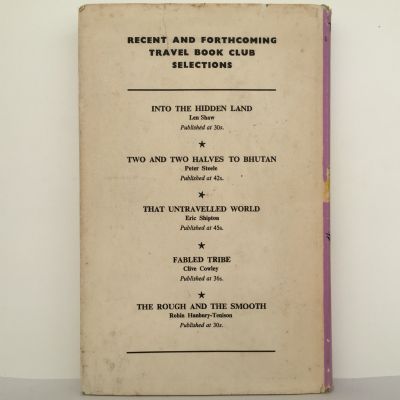 RECENT AND FORTHCOMING
TRAVEL BOOK CLUB
SELECTIONS
INTO THE HIDDEN LAND
Len Shaw
Published at 30s.
★
TWO AND TWO HALVES TO BHUTAN
Peter Steele
Published at 42s.
★
THAT UNTRAVELLED WORLD
Eric Shipton
Published at 45s.
★
FABLED TRIBE
Clive Cowley
Published at 36s.
★
THE ROUGH AND THE SMOOTH
Robin Hanbury-Tenison
Published at 30s.